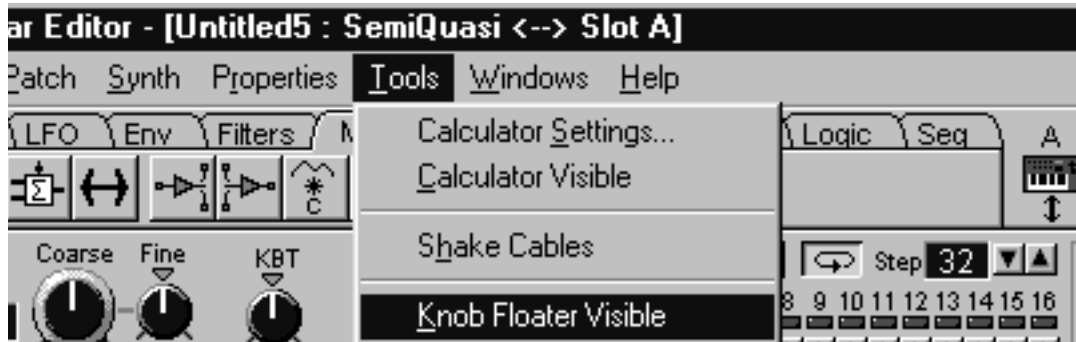 ar Editor - [Untitled5 : SemiQuasi <--> Slot A]
Patch Synth Properties Tools Windows Help
LFO Env Filters Logic Seq A
Calculator Settings...
Calculator Visible
Σ C
Shake Cables
Coarse Fine KBT Step 32
Knob Floater Visible
8 9 10 11 12 13 14 15 16